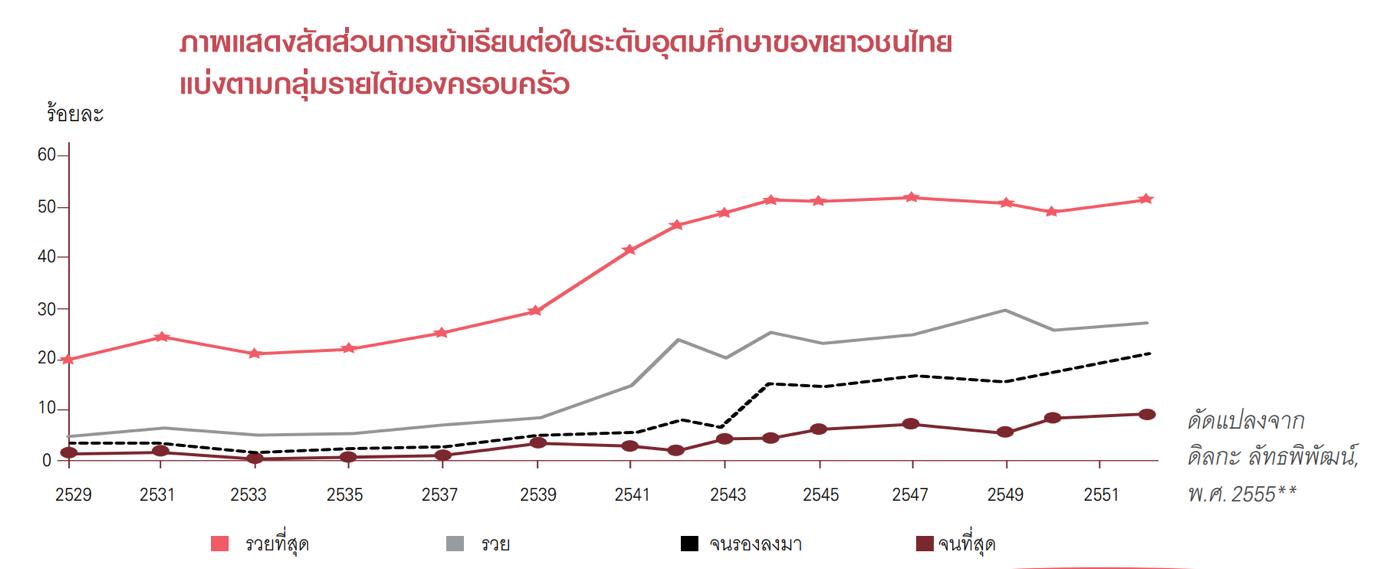 ภาพแสดงสัดส่วนการเข้าเรียนต่อในระดับอุดมศึกษาของเยาวชนไทย
แบ่งตามกลุ่มรายได้ของครอบครัว
ร้อยละ
60
50
40
30
20
10
0
2529 2531 2533 2535 2537 2539 2541 2543 2545 2547 2549 2551
ดัดแปลงจาก
ดิลกะ ลัทธพิพัฒน์,
พ.ศ. 2555**
รวยที่สุด รวย จนรองลงมา จนที่สุด